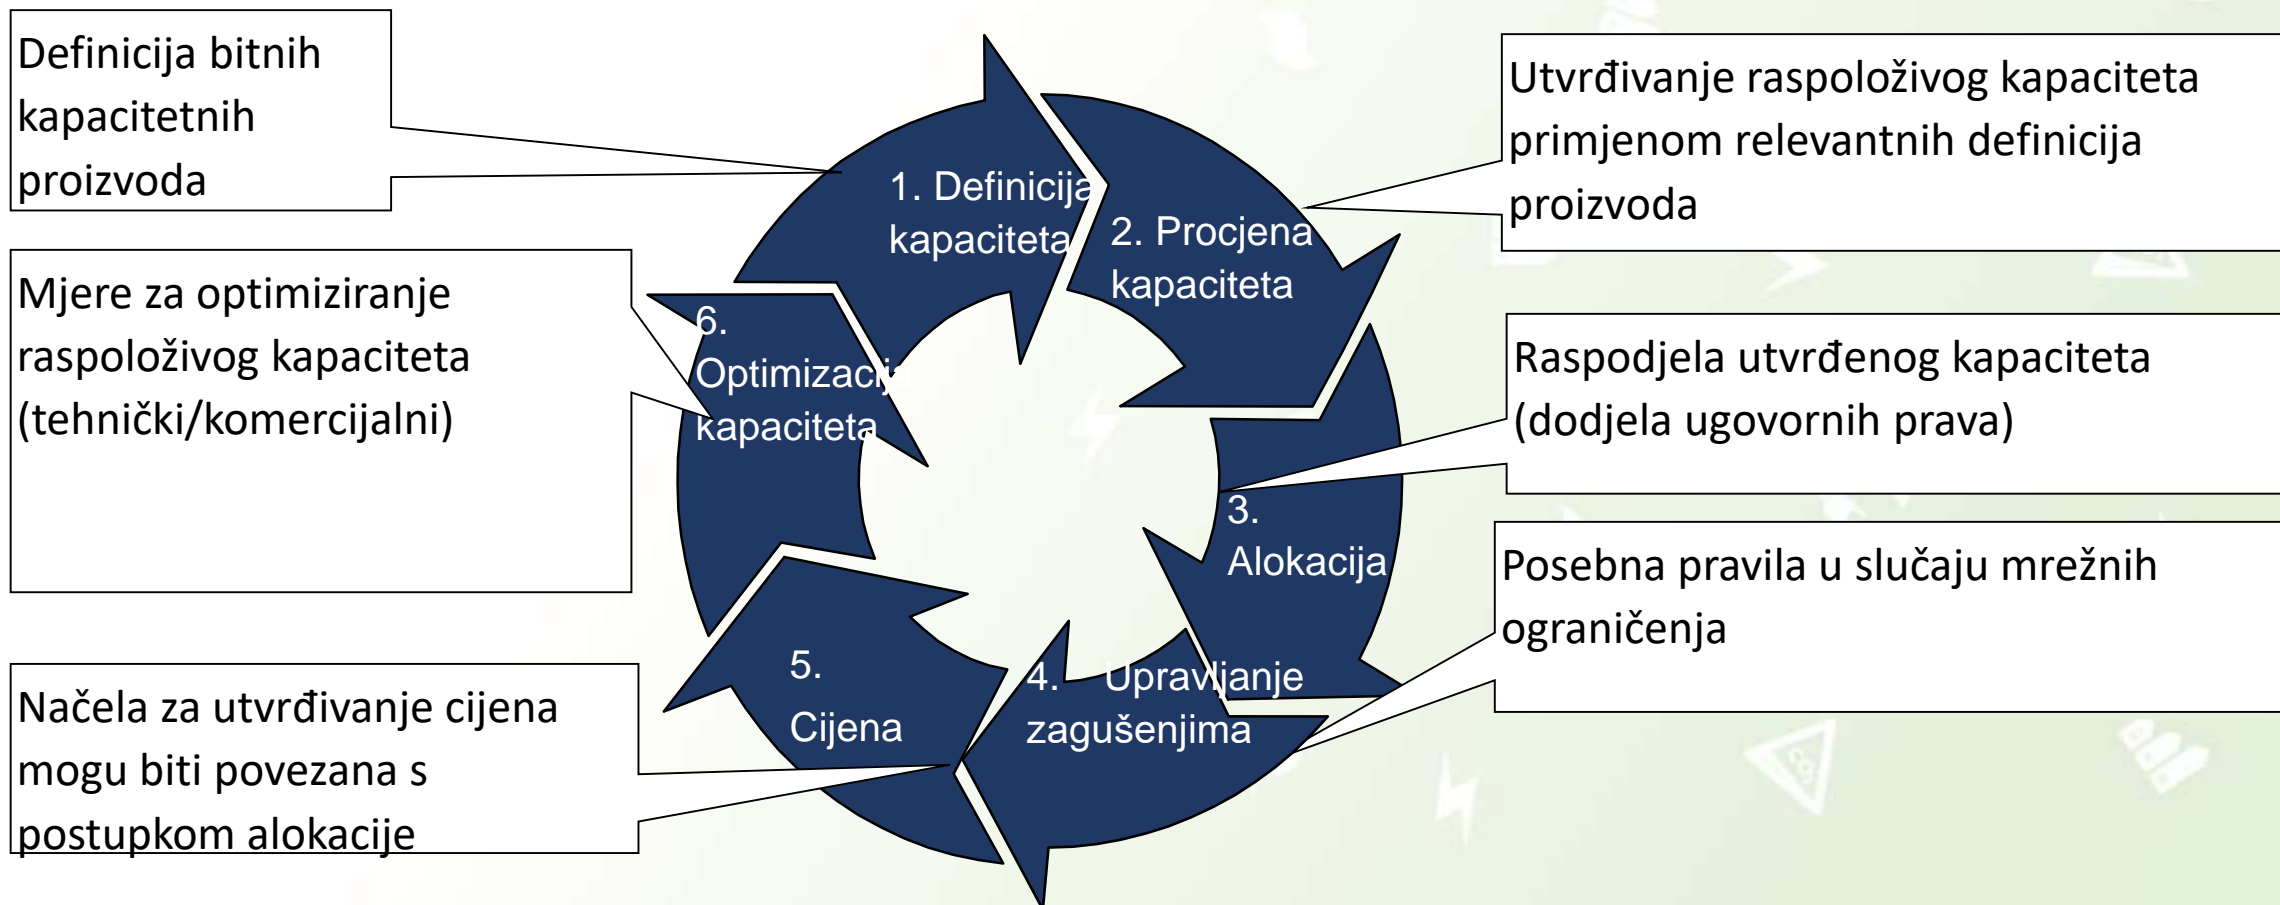 Definicija bitnih
kapacitetnih
proizvoda
Mjere za optimiziranje
raspoloživog kapaciteta
(tehnički/komercijalni)
Načela za utvrđivanje cijena
mogu biti povezana s
postupkom alokacije
1. Definicija
kapaciteta
2. Procjena
kapaciteta
3.
Alokacija
4. Upravljanje
zagušenjima
5.
Cijena
6.
Optimizacija
kapaciteta
Utvrđivanje raspoloživog kapaciteta
primjenom relevantnih definicija
proizvoda
Raspodjela utvrđenog kapaciteta
(dodjela ugovornih prava)
Posebna pravila u slučaju mrežnih
ograničenja